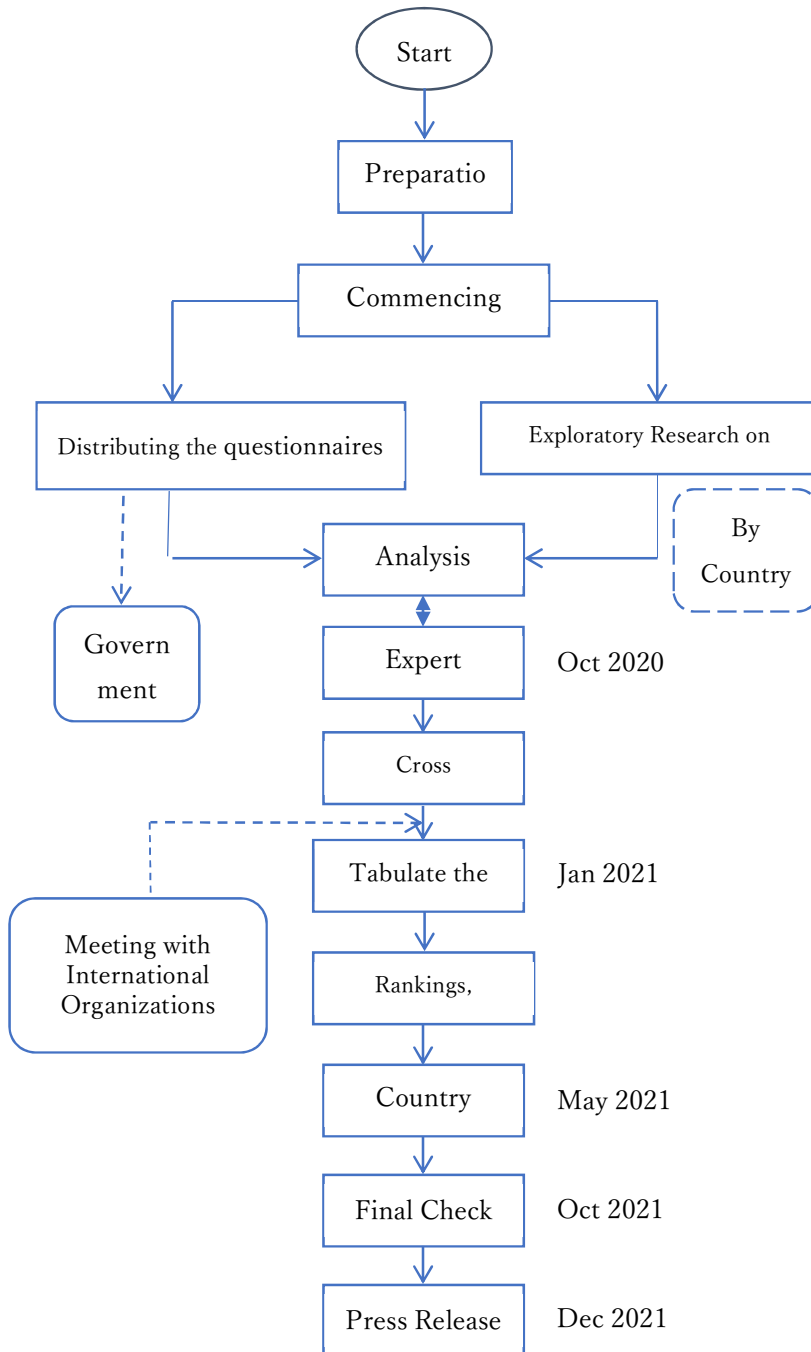 Start
Preparatio
Commencing
Distributing the questionnaires
Exploratory Research on
By
Country
Analysis
Govern
ment
Expert
Oct 2020
Cross
Tabulate the
Jan 2021
Meeting with
International
Organizations
Rankings,
Country
May 2021
Final Check
Oct 2021
Press Release
Dec 2021